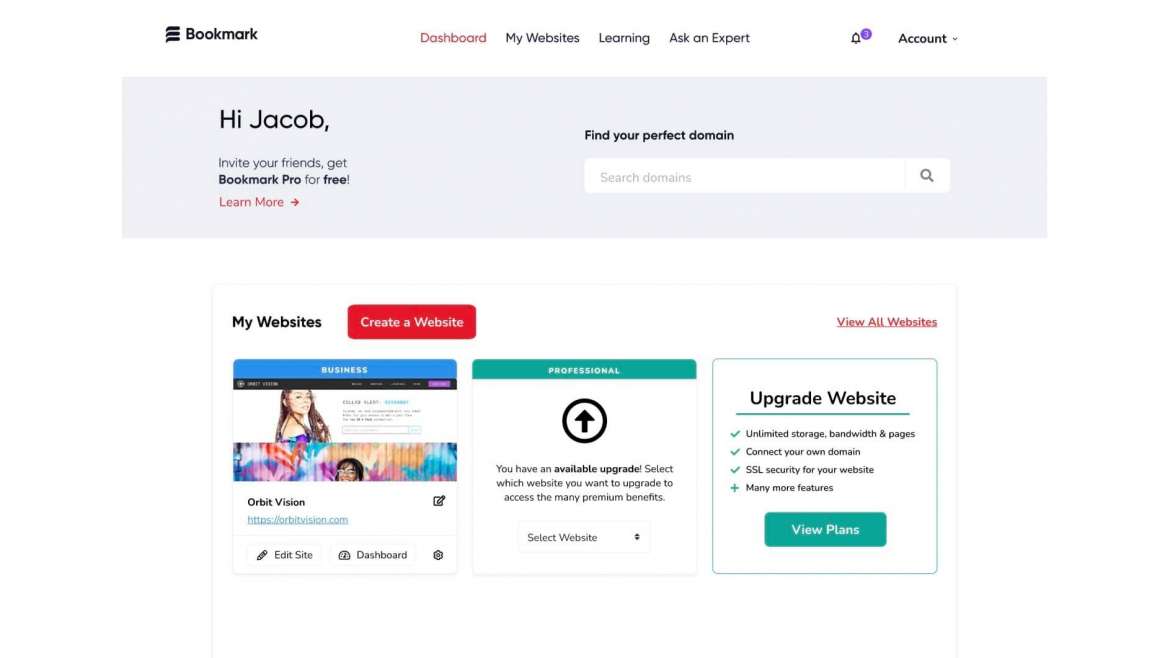 Bookmark
Dashboard My Websites Learning Ask an Expert
3
Account
Hi Jacob,
Invite your friends, get
Bookmark Pro for free!
Learn More →
Find your perfect domain
Search domains
My Websites
Create a Website
View All Websites
BUSINESS
ORBIT VISION
Orbit Vision
https://orbitvision.com
Edit Site
Dashboard
PROFESSIONAL
You have an available upgrade! Select
which website you want to upgrade to
access the many premium benefits.
Select Website
Upgrade Website
Unlimited storage, bandwidth & pages
Connect your own domain
SSL security for your website
Many more features
View Plans